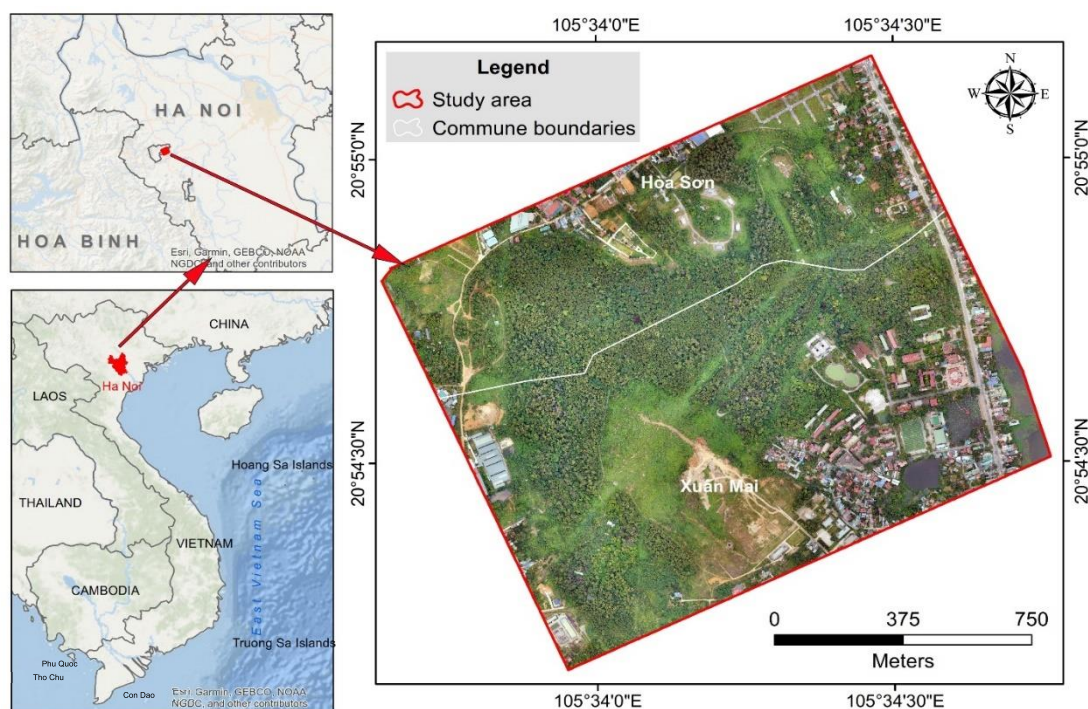 HA NOI
HOA BINH
Esri, Garmin, GEBCO, NOAA
NGDC, and other contributors
CHINA
Ha Noi
LAOS
Hoang Sa Islands
THAILAND
VIETNAM
East Vietnam Sea
CAMBODIA
Truong Sa Islands
Phu Quoc
Tho Chu
Con Dao
Esri, Garmin, GEBCO, NOAA
NGDC, and other contributors
105°34'0"E
105°34'30"E
Legend
Study area
Commune boundaries
N
W
E
S
20°55'0"N
20°55'0"N
Hòa Sơn
20°54'30"N
20°54'30"N
Xuân Mai
0
375
750
Meters
105°34'0"E
105°34'30"E